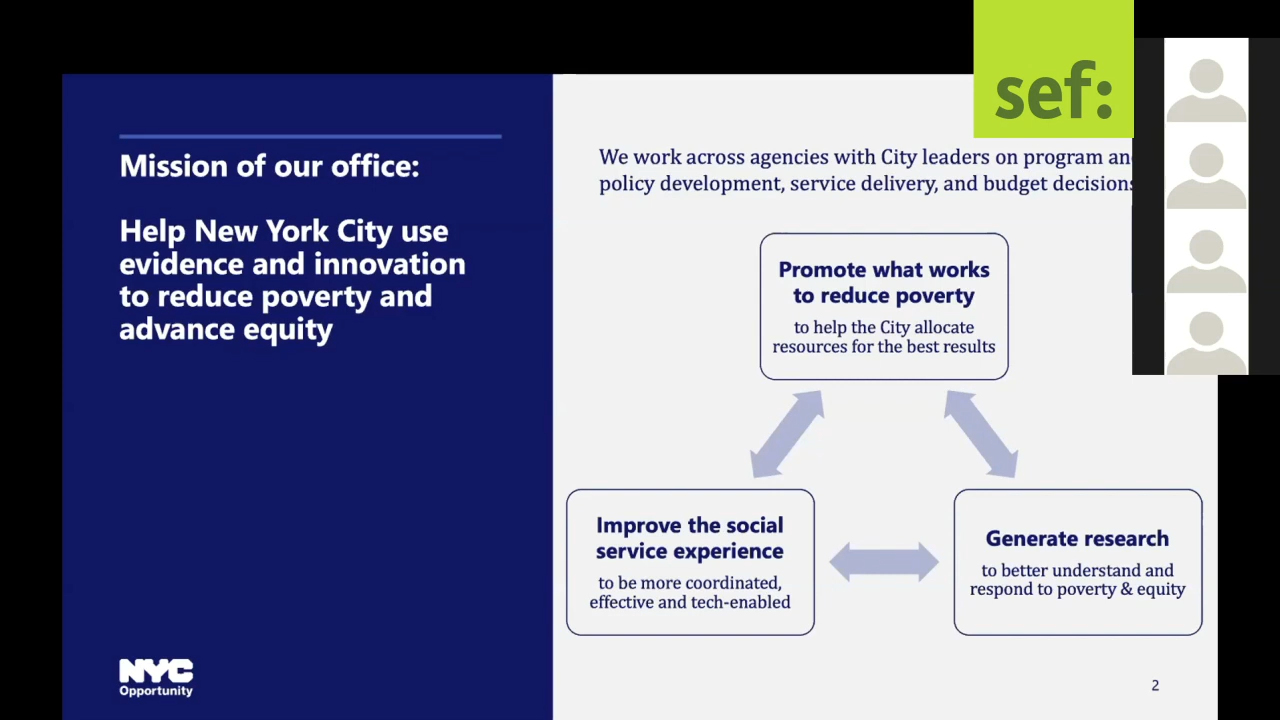 sef:
Mission of our office:
Help New York City use
evidence and innovation
to reduce poverty and
advance equity
We work across agencies with City leaders on program
policy development, service delivery, and budget decisions
Promote what works
to reduce poverty
to help the City allocate
resources for the best results
Improve the social
service experience
to be more coordinated,
effective and tech-enabled
Generate research
to better understand and
respond to poverty & equity
NYC
Opportunity
2